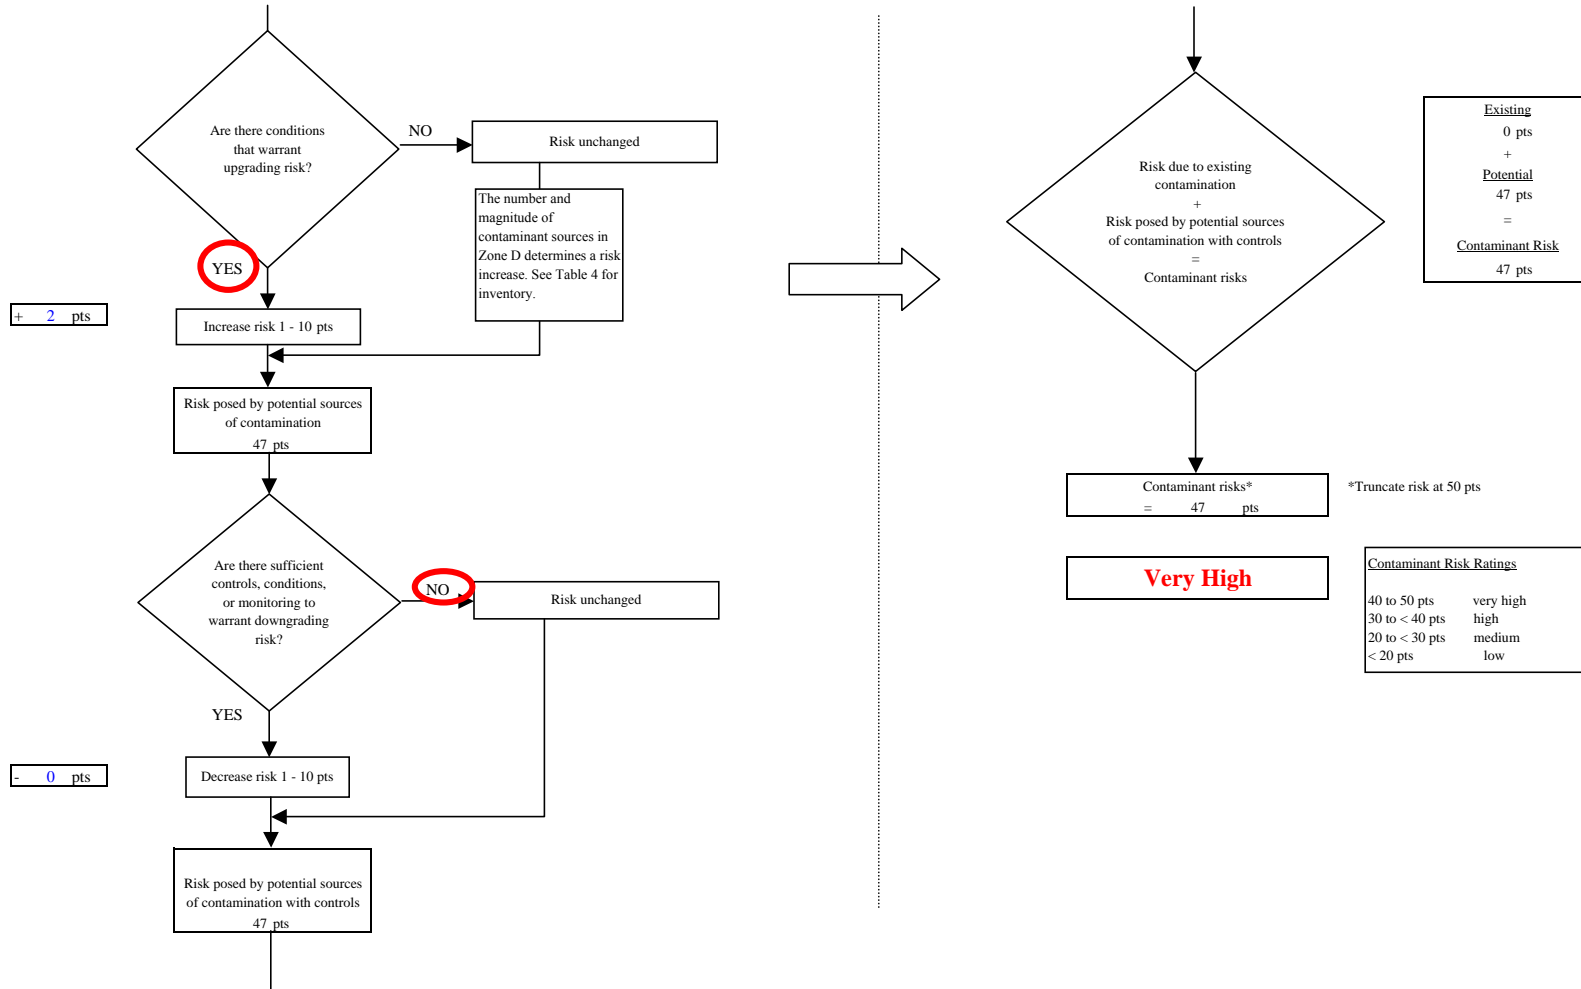 Are there conditions
that warrant
upgrading risk?
NO
Risk unchanged
The number and
magnitude of
contaminant sources in
Zone D determines a risk
increase. See Table 4 for
inventory.
YES
+ 2 pts
Increase risk 1 - 10 pts
Risk posed by potential sources
of contamination
47 pts
Are there sufficient
controls, conditions,
or monitoring to
warrant downgrading
risk?
NO
Risk unchanged
YES
- 0 pts
Decrease risk 1 - 10 pts
Risk posed by potential sources
of contamination with controls
47 pts
Risk due to existing
contamination
+
Risk posed by potential sources
of contamination with controls
=
Contaminant risks
Existing
0 pts
+
Potential
47 pts
=
Contaminant Risk
47 pts
Contaminant risks*
= 47 pts
*Truncate risk at 50 pts
Very High
Contaminant Risk Ratings
40 to 50 pts very high
30 to < 40 pts high
20 to < 30 pts medium
< 20 pts low